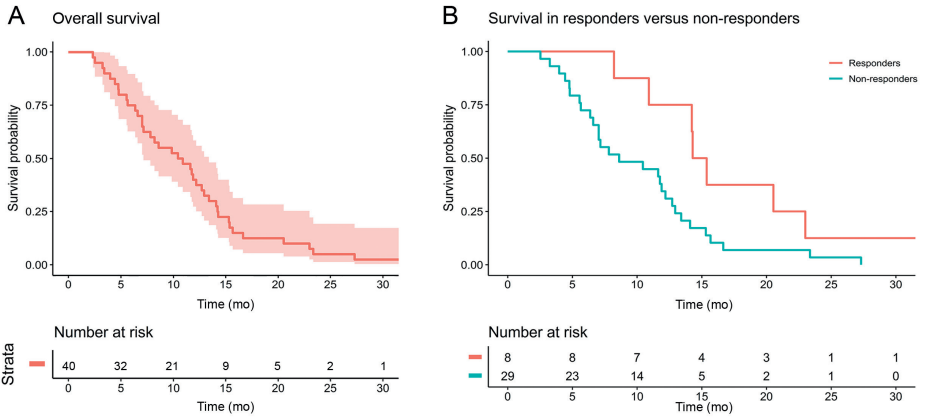 A Overall survival
Survival probability
1.00
0.75
0.50
0.25
0.00
0 5 10 15 20 25 30
Time (mo)
Number at risk
Strata
40 32 21 9 5 2 1
0 5 10 15 20 25 30
Time (mo)
B Survival in responders versus non-responders
Survival probability
1.00
0.75
0.50
0.25
0.00
Responders
Non-responders
0 5 10 15 20 25 30
Time (mo)
Number at risk
8 8 7 4 3 1 1
29 23 14 5 2 1 0
0 5 10 15 20 25 30
Time (mo)